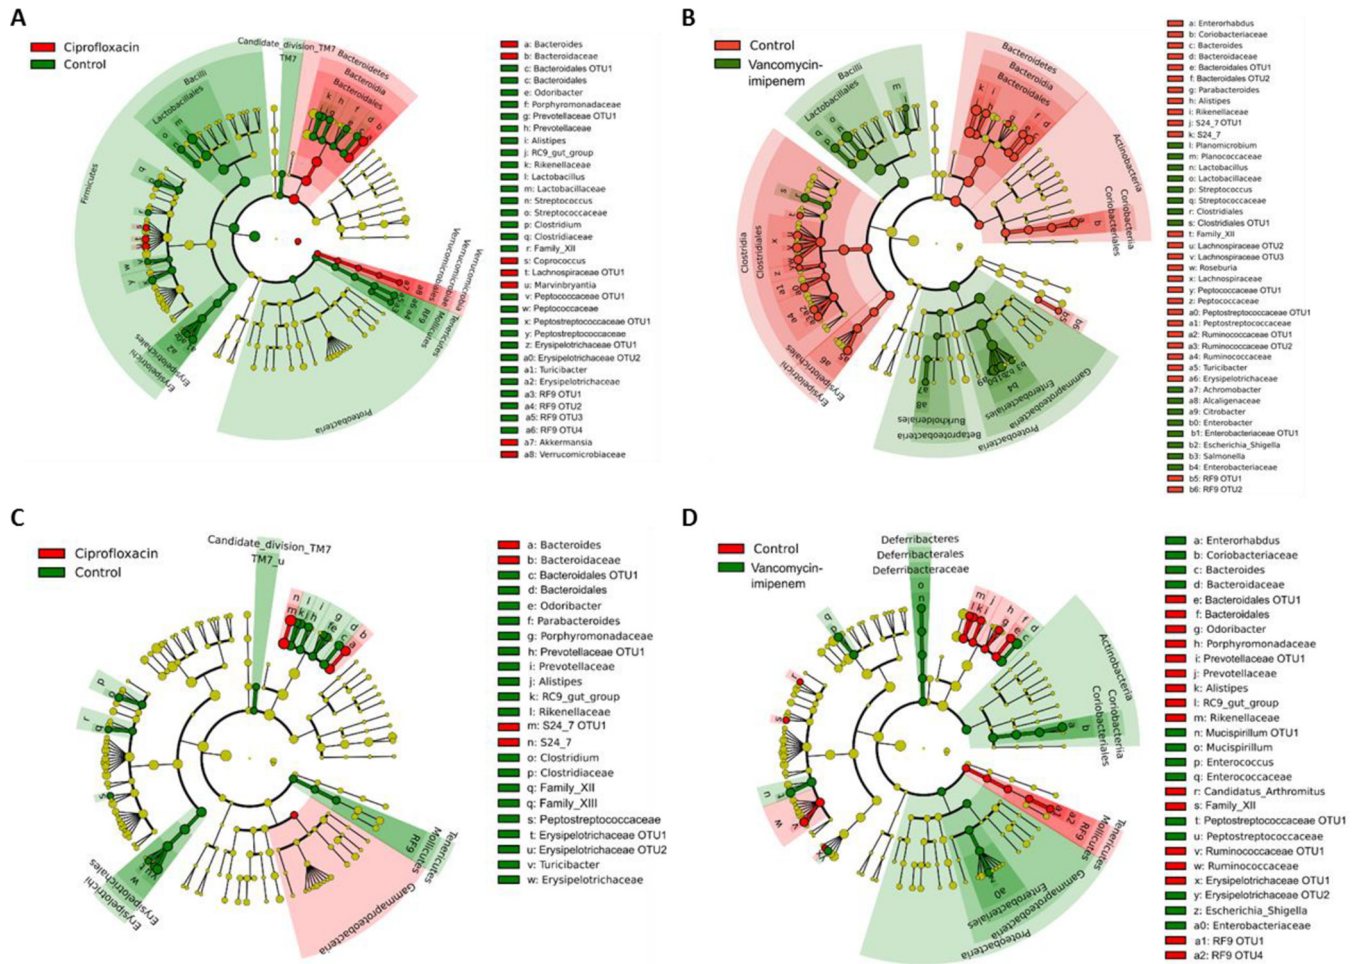 A
Ciprofloxacin
Control
Candidate_division_TM7
TM7
Bacteroidetes
Bacteroidia
Bacteroidales
Bacilli
Lactobacillales
Firmicutes
Erysipelotrichales
Erysipelotrichi
Proteobacteria
Verrucomicrobia
Verrucomicrobiae
Verrucomicrobiales
Tenericutes
Mollicutes
RF9
a: Bacteroides
b: Bacteroidaceae
c: Bacteroidales OTU1
c: Bacteroidales
e: Odoribacter
f: Porphyromonadaceae
g: Prevotellaceae OTU1
h: Prevotellaceae
i: Alistipes
j: RC9_gut_group
k: Rikenellaceae
l: Lactobacillus
m: Lactobacillaceae
n: Streptococcus
o: Streptococcaceae
p: Clostridium
q: Clostridiaceae
r: Family_XII
s: Coprococcus
t: Lachnospiraceae OTU1
u: Marvinbryantia
v: Peptococcaceae OTU1
w: Peptococcaceae
x: Peptostreptococcaceae OTU1
y: Peptostreptococcaceae
z: Erysipelotrichaceae OTU1
a0: Erysipelotrichaceae OTU2
a1: Turicibacter
a2: Erysipelotrichaceae
a3: RF9 OTU1
a4: RF9 OTU2
a5: RF9 OTU3
a6: RF9 OTU4
a7: Akkermansia
a8: Verrucomicrobiaceae
B
Control
Vancomycin-
imipenem
Bacilli
Lactobacillales
Bacteroidetes
Bacteroidia
Bacteroidales
Actinobacteria
Coriobacteriia
Coriobacteriales
Clostridia
Clostridiales
Erysipelotrichales
Erysipelotrichi
Burkholderiales
Betaproteobacteria
Proteobacteria
Enterobacteriales
Gammaproteobacteria
a: Enterorhabdus
b: Coriobacteriaceae
c: Bacteroides
d: Bacteroidaceae
e: Bacteroidales OTU1
f: Bacteroidales OTU2
g: Parabacteroides
h: Alistipes
i: Rikenellaceae
j: S24_7 OTU1
k: S24_7
l: Planomicrobium
m: Planococcaceae
n: Lactobacillus
o: Lactobacillaceae
p: Streptococcus
q: Streptococcaceae
r: Clostridiales
s: Clostridiales OTU1
t: Family_XII
u: Lachnospiraceae OTU2
v: Lachnospiraceae OTU3
w: Roseburia
x: Lachnospiraceae
y: Peptococcaceae OTU1
z: Peptococcaceae
a0: Peptostreptococcaceae OTU1
a1: Peptostreptococcaceae
a2: Ruminococcaceae OTU1
a3: Ruminococcaceae OTU2
a4: Ruminococcaceae
a5: Turicibacter
a6: Erysipelotrichaceae
a7: Achromobacter
a8: Alcaligenaceae
a9: Citrobacter
b0: Enterobacter
b1: Enterobacteriaceae OTU1
b2: Escherichia_Shigella
b3: Salmonella
b4: Enterobacteriaceae
b5: RF9 OTU1
b6: RF9 OTU2
C
Ciprofloxacin
Control
Candidate_division_TM7
TM7_u
Erysipelotrichales
Erysipelotrichi
Gammaproteobacteria
Tenericutes
Mollicutes
RF9
a: Bacteroides
b: Bacteroidaceae
c: Bacteroidales OTU1
d: Bacteroidales
e: Odoribacter
f: Parabacteroides
g: Porphyromonadaceae
h: Prevotellaceae OTU1
i: Prevotellaceae
j: Alistipes
k: RC9_gut_group
l: Rikenellaceae
m: S24_7 OTU1
n: S24_7
o: Clostridium
p: Clostridiaceae
q: Family_XII
q: Family_XIII
s: Peptostreptococcaceae
t: Erysipelotrichaceae OTU1
u: Erysipelotrichaceae OTU2
v: Turicibacter
w: Erysipelotrichaceae
D
Control
Vancomycin-
imipenem
Deferribacteres
Deferribacterales
Deferribacteraceae
Actinobacteria
Coriobacteriia
Coriobacteriales
Tenericutes
Mollicutes
RF9
Enterobacteriales
Gammaproteobacteria
Proteobacteria
a: Enterorhabdus
b: Coriobacteriaceae
c: Bacteroides
d: Bacteroidaceae
e: Bacteroidales OTU1
f: Bacteroidales
g: Odoribacter
h: Porphyromonadaceae
i: Prevotellaceae OTU1
j: Prevotellaceae
k: Alistipes
l: RC9_gut_group
m: Rikenellaceae
n: Mucispirillum OTU1
o: Mucispirillum
p: Enterococcus
q: Enterococcaceae
r: Candidatus_Arthromitus
s: Family_XII
t: Peptostreptococcaceae OTU1
u: Peptostreptococcaceae
v: Ruminococcaceae OTU1
w: Ruminococcaceae
x: Erysipelotrichaceae OTU1
y: Erysipelotrichaceae OTU2
z: Escherichia_Shigella
a0: Enterobacteriaceae
a1: RF9 OTU1
a2: RF9 OTU4